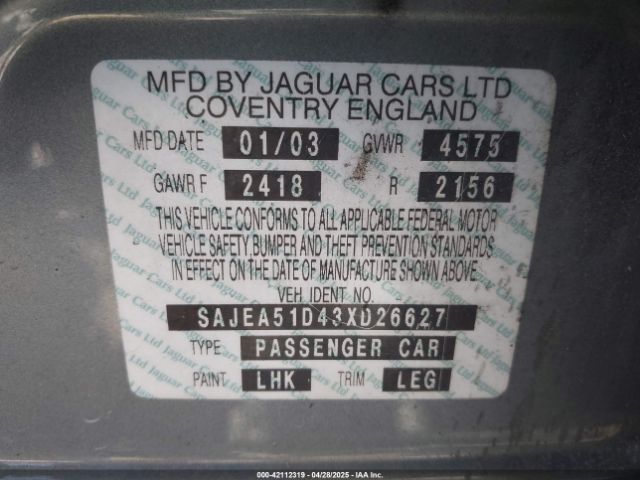 MFD BY JAGUAR CARS LTD
COVENTRY ENGLAND
MFD DATE 01/03 GVWR 4575
GAWR F 2418 R 2156
THIS VEHICLE CONFORMS TO ALL APPLICABLE FEDERAL MOTOR
VEHICLE SAFETY BUMPER AND THEFT PREVENTION STANDARDS
IN EFFECT ON THE DATE OF MANUFACTURE SHOWN ABOVE.
VEH. IDENT NO.
SAJEA51D43XD26627
TYPE PASSENGER CAR
PAINT LHK TRIM LEG
000-42112319 / 04/28/2025 - IAA Inc.